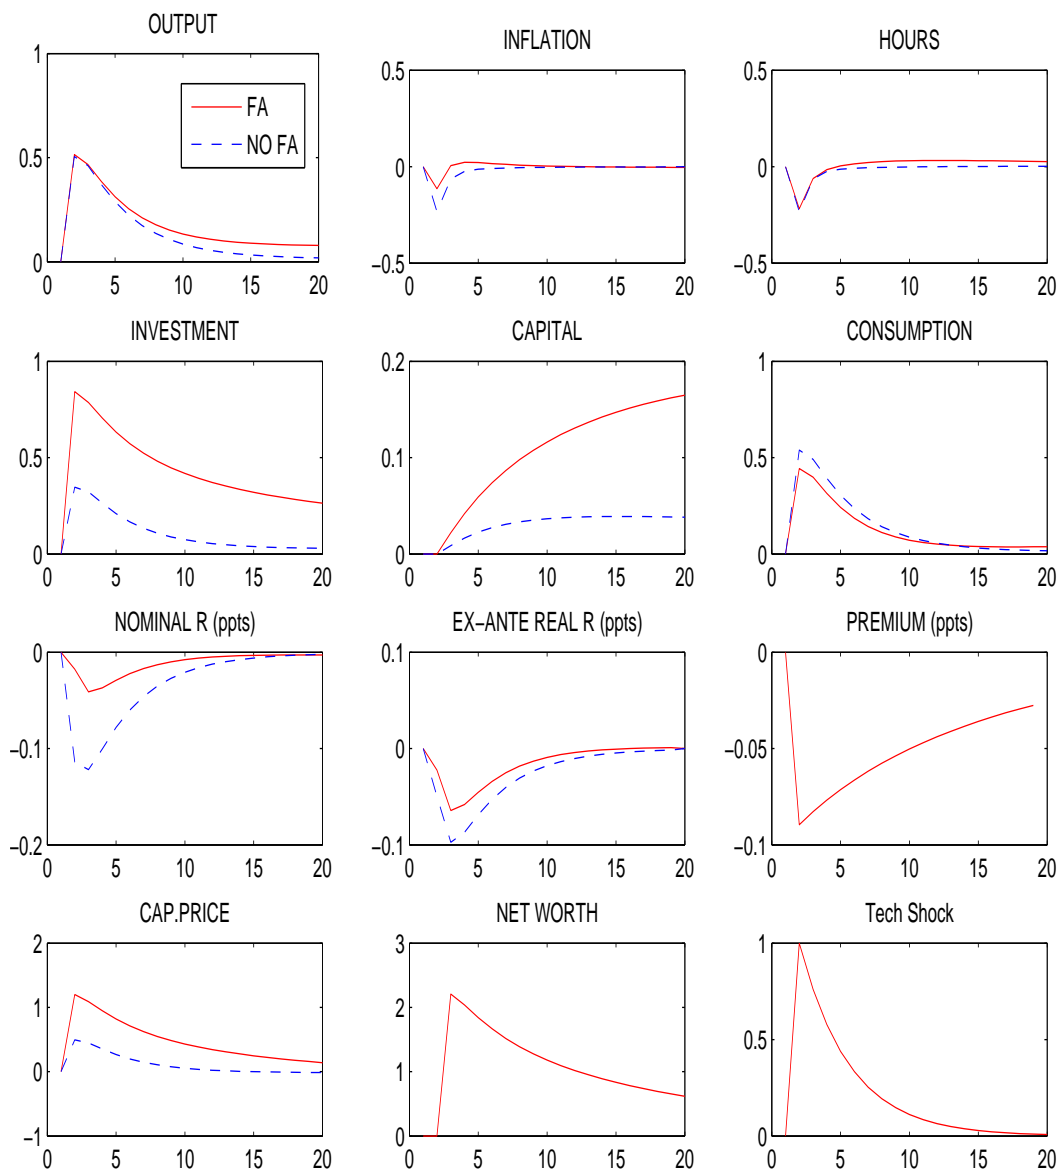 OUTPUT
INFLATION
HOURS
1
0.5
0
0 5 10 15 20
FA
NO FA
0.5
0
−0.5
0 5 10 15 20
0.5
0
−0.5
0 5 10 15 20
INVESTMENT
CAPITAL
CONSUMPTION
1
0.5
0
0 5 10 15 20
0.2
0.1
0
0 5 10 15 20
1
0.5
0
0 5 10 15 20
NOMINAL R (ppts)
EX−ANTE REAL R (ppts)
PREMIUM (ppts)
0
−0.1
−0.2
0 5 10 15 20
0.1
0
−0.1
0 5 10 15 20
0
−0.05
−0.1
0 5 10 15 20
CAP.PRICE
NET WORTH
Tech Shock
2
1
0
−1
0 5 10 15 20
3
2
1
0
0 5 10 15 20
1
0.5
0
0 5 10 15 20